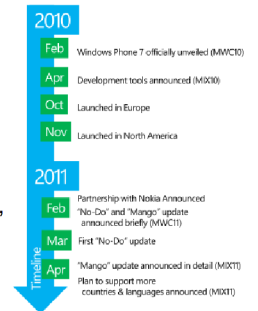 2010
Feb
Windows Phone 7 officially unveiled (MWC10)
Apr
Development tools announced (MIX10)
Oct
Launched in Europe
Nov
Launched in North America
2011
Feb
Partnership with Nokia Announced
"No-Do" and "Mango" update
announced briefly (MWC11)
Mar
First "No-Do" update
Apr
"Mango" update announced in detail (MIX11)
Plan to support more
countries & languages announced (MIX11)
Timeline